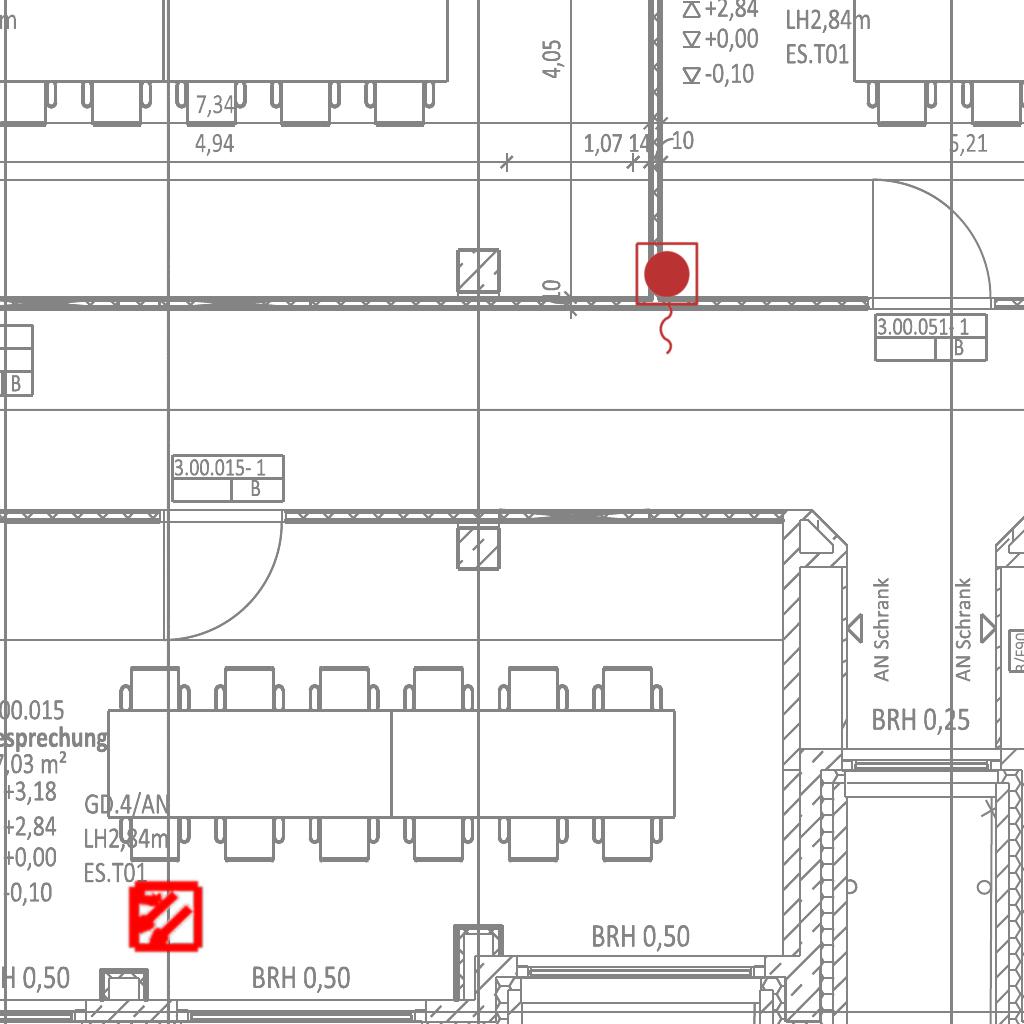 m
+2,84
+0,00
-0,10
LH2,84m
ES.T01
4,05
7,34
4,94
1,07 14
10
5,21
10
3.00.051- 1
B
B
3.00.015- 1
B
AN Schrank
AN Schrank
BRH 0,25
00.015
esprechung
7,03 m²
+3,18
+2,84
+0,00
-0,10
GD.4/AN
LH2,84m
ES.T01
BRH 0,50
H 0,50
BRH 0,50